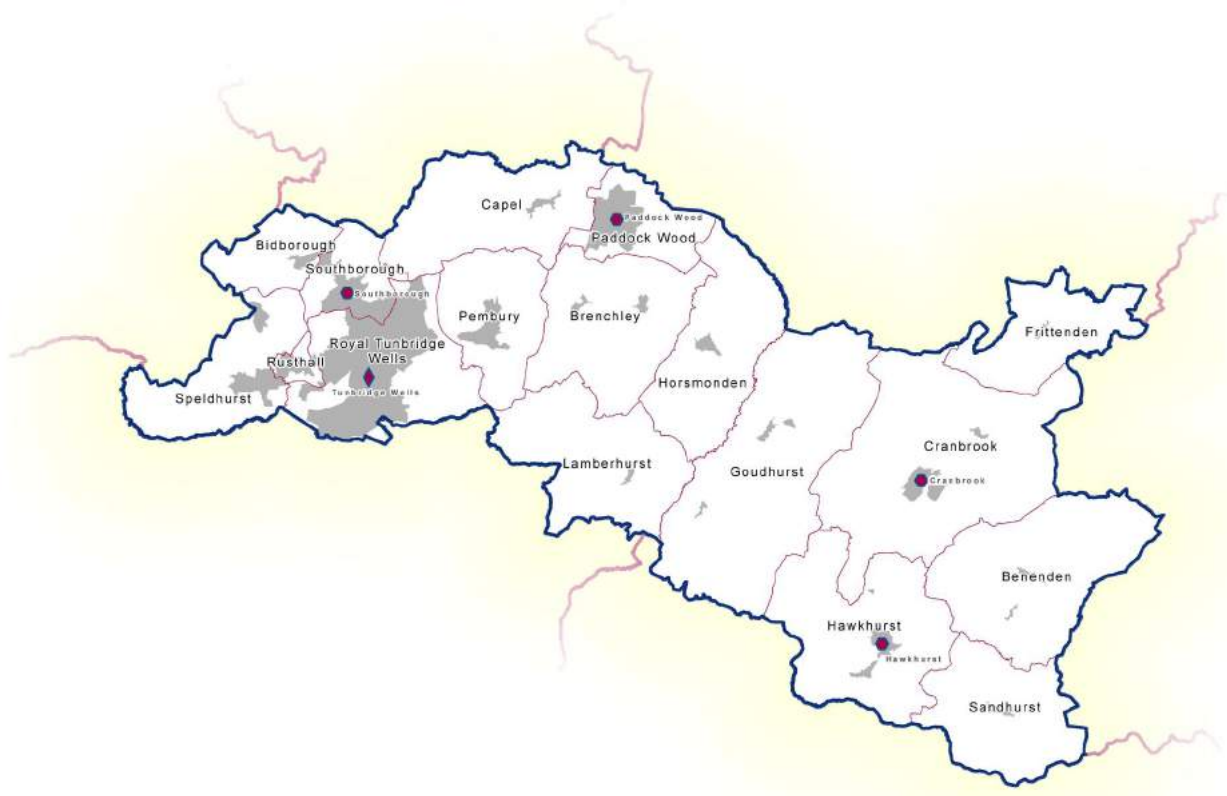 Capel
Paddock Wood
Paddock Wood
Bidborough
Southborough
Southborough
Pembury
Brenchley
Frittenden
Royal Tunbridge
Wells
Rusthall
Horsmonden
Speldhurst
Tunbridge Wells
Cranbrook
Lamberhurst
Goudhurst
Cranbrook
Benenden
Hawkhurst
Hawkhurst
Sandhurst